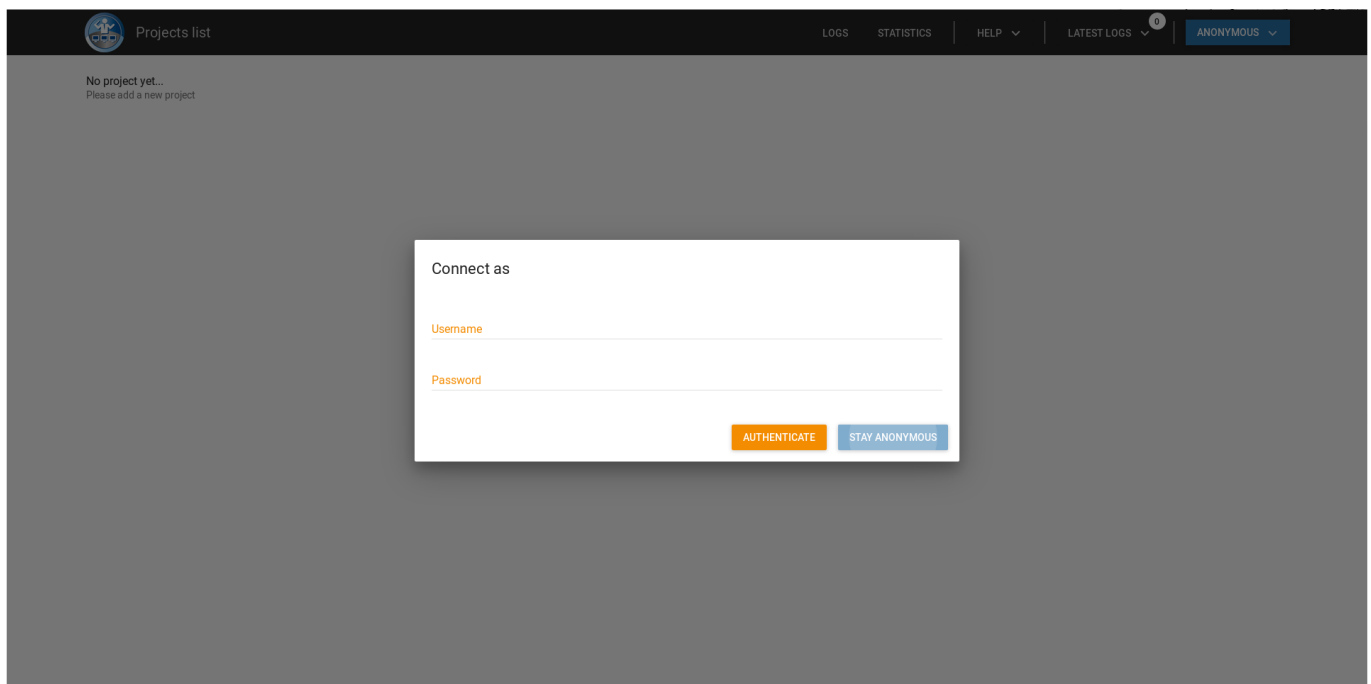 Projects list
LOGS
STATISTICS
HELP
LATEST LOGS
0
ANONYMOUS
No project yet...
Please add a new project
Connect as
Username
Password
AUTHENTICATE
STAY ANONYMOUS